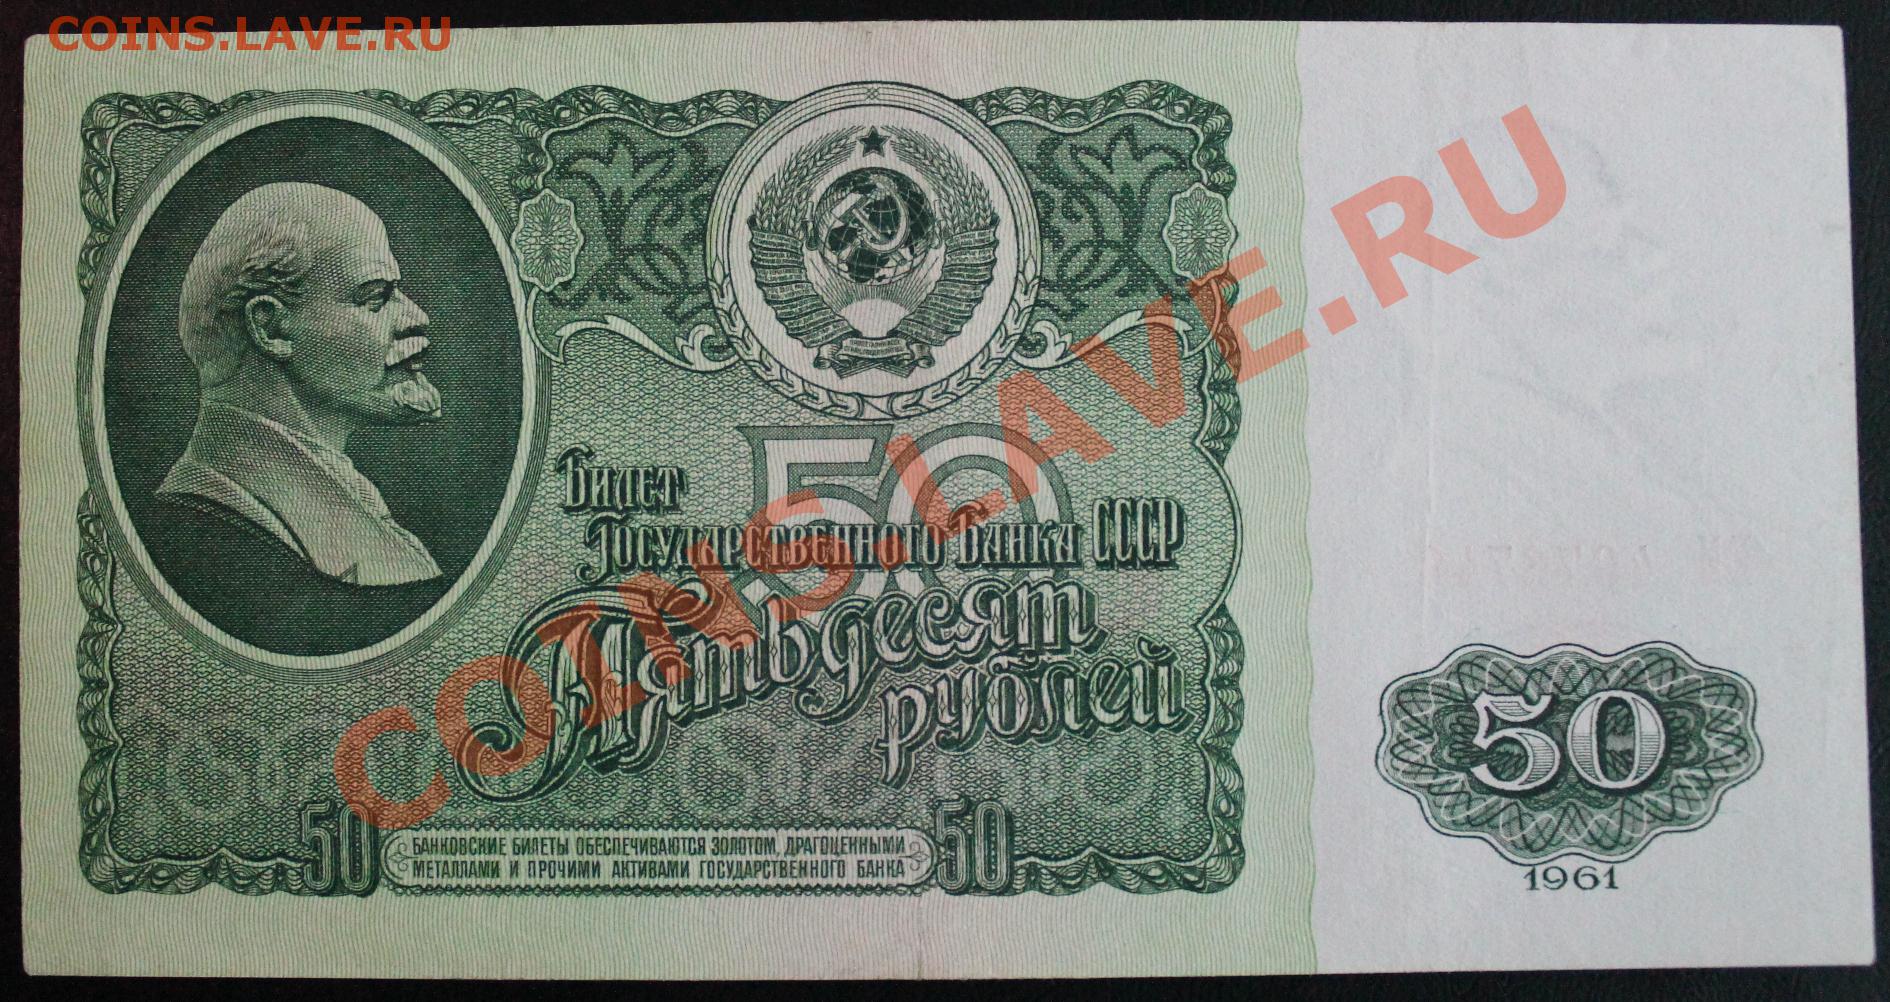 COINS.LAVE.RU
COINS.LAVE.RU
50
Билет
Государственного Банка СССР
Пятьдесят
рублей
50
50
БАНКОВСКИЕ БИЛЕТЫ ОБЕСПЕЧИВАЮТСЯ ЗОЛОТОМ, ДРАГОЦЕННЫМИ
МЕТАЛЛАМИ И ПРОЧИМИ АКТИВАМИ ГОСУДАРСТВЕННОГО БАНКА
50
1961